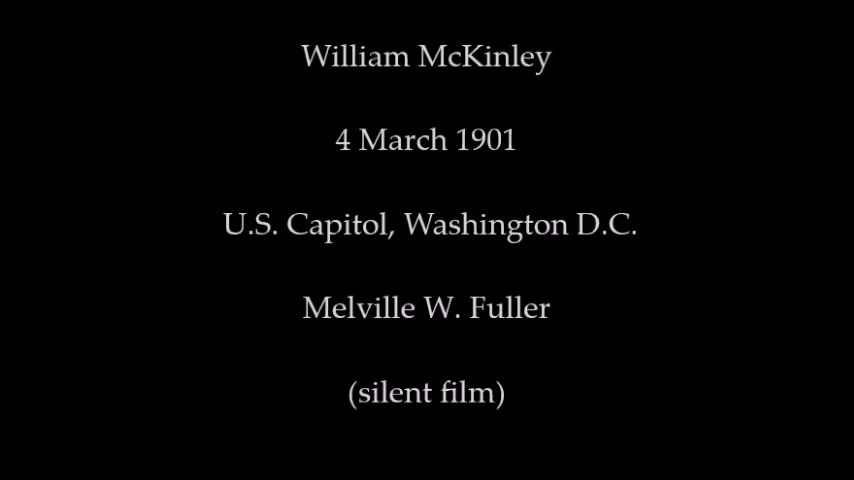 William McKinley
4 March 1901
U.S. Capitol, Washington D.C.
Melville W. Fuller
(silent film)